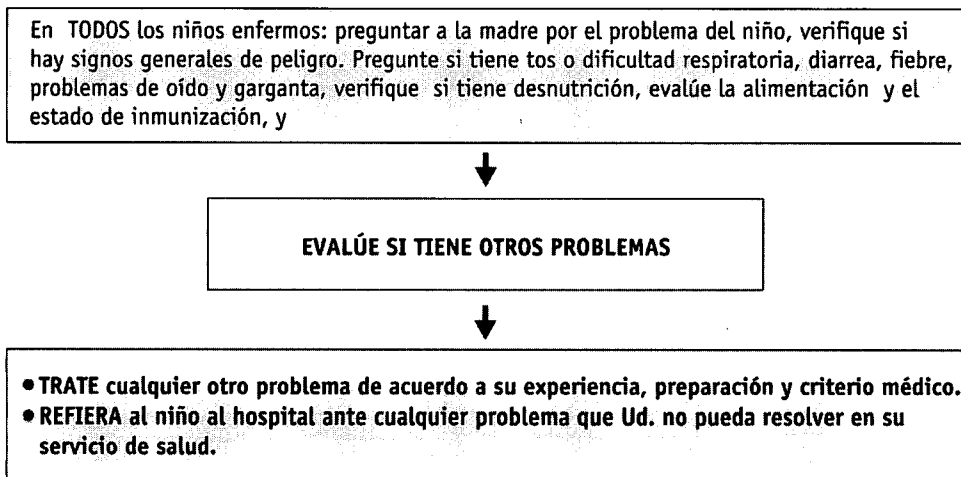 En TODOS los niños enfermos: preguntar a la madre por el problema del niño, verifique si
hay signos generales de peligro. Pregunte si tiene tos o dificultad respiratoria, diarrea, fiebre,
problemas de oído y garganta, verifique si tiene desnutrición, evalúe la alimentación y el
estado de inmunización, y
EVALÚE SI TIENE OTROS PROBLEMAS
● TRATE cualquier otro problema de acuerdo a su experiencia, preparación y criterio médico.
● REFIERA al niño al hospital ante cualquier problema que Ud. no pueda resolver en su
servicio de salud.